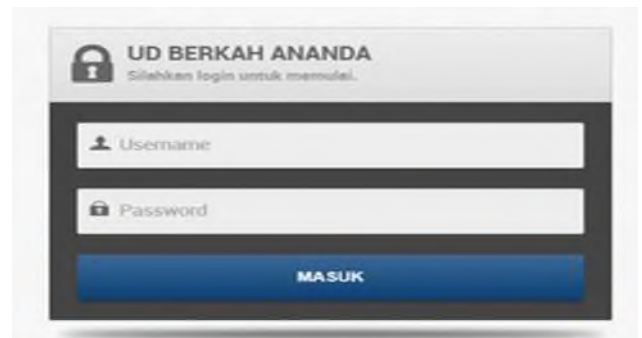 UD BERKAH ANANDA
Silahkan login untuk memulai.
Username
Password
MASUK